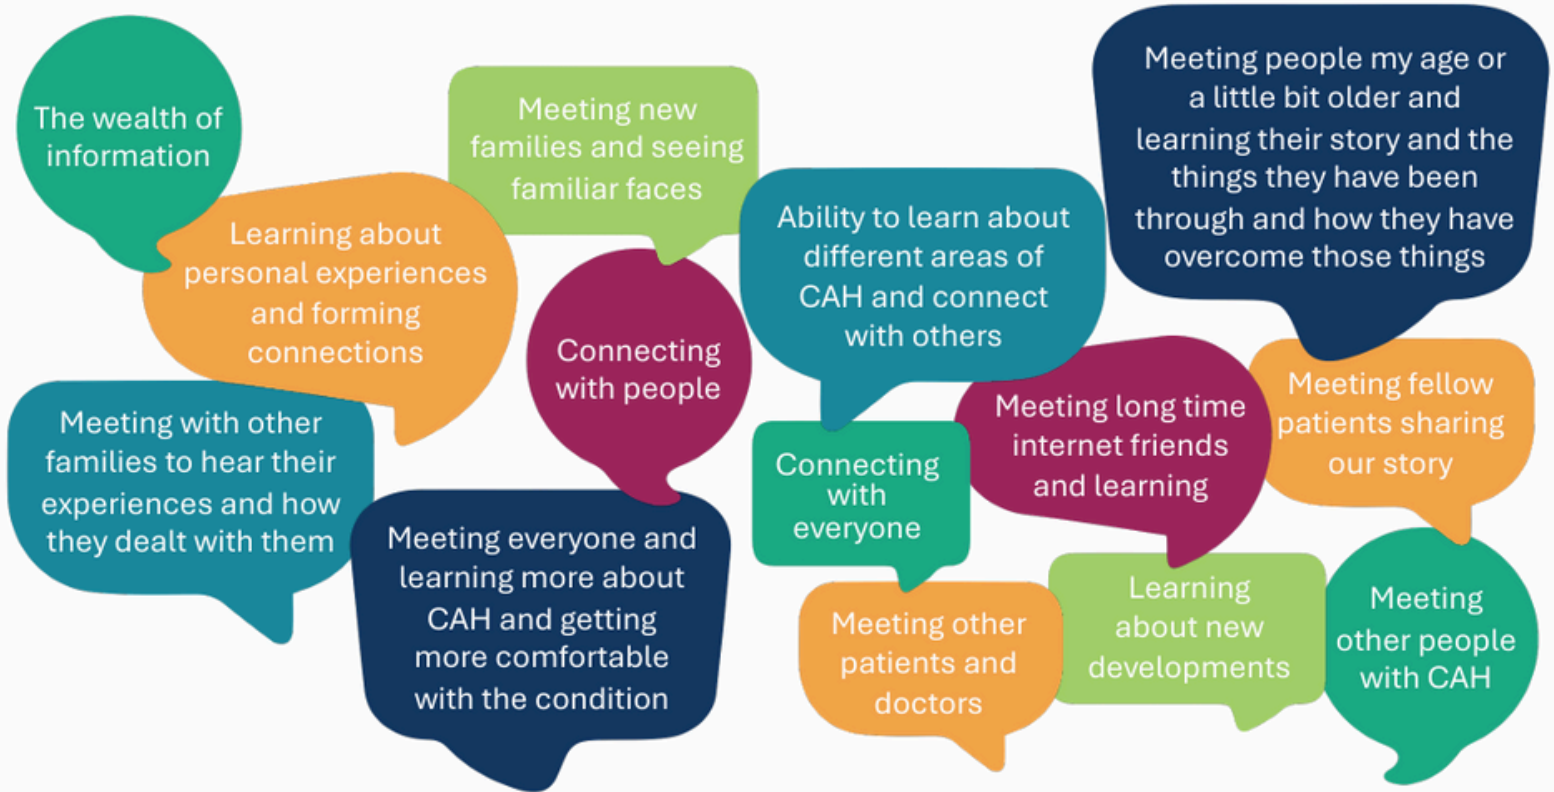 The wealth of
information
Learning about
personal experiences
and forming
connections
Meeting new
families and seeing
familiar faces
Connecting
with people
Ability to learn about
different areas of
CAH and connect
with others
Meeting people my age or
a little bit older and
learning their story and the
things they have been
through and how they have
overcome those things
Meeting with other
families to hear their
experiences and how
they dealt with them
Meeting everyone and
learning more about
CAH and getting
more comfortable
with the condition
Connecting
with
everyone
Meeting long time
internet friends
and learning
Meeting fellow
patients sharing
our story
Meeting other
patients and
doctors
Learning
about new
developments
Meeting
other people
with CAH